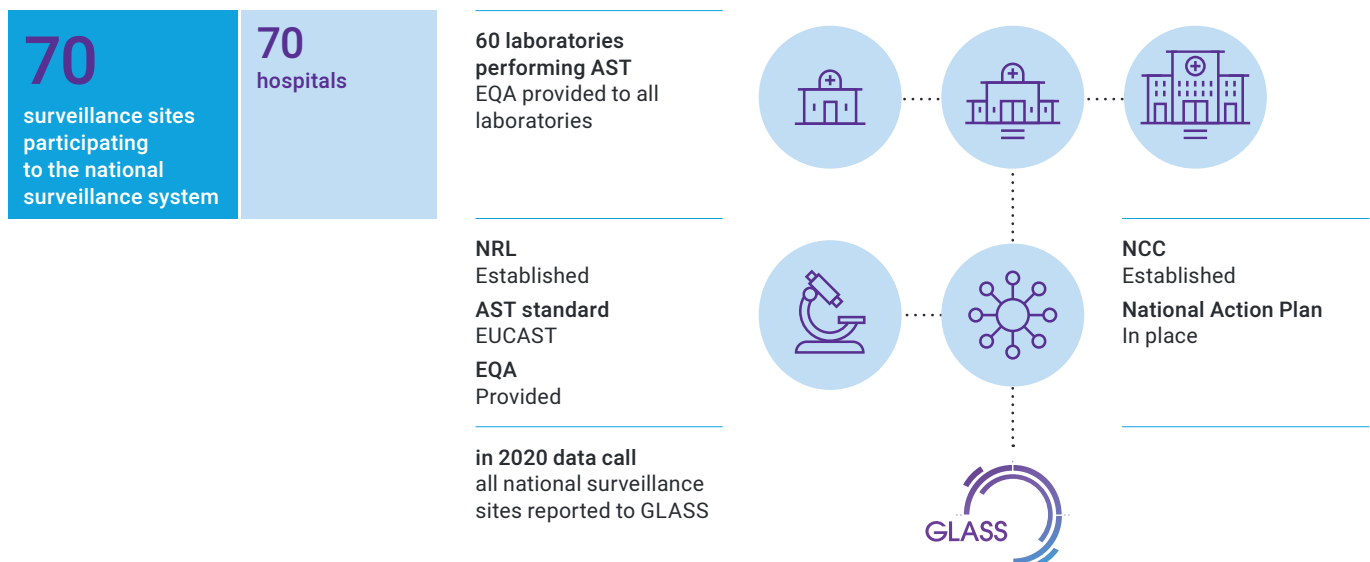 70
surveillance sites
participating
to the national
surveillance system
70
hospitals
60 laboratories
performing AST
EQA provided to all
laboratories
NRL
Established
AST standard
EUCAST
EQA
Provided
NCC
Established
National Action Plan
In place
in 2020 data call
all national surveillance
sites reported to GLASS
GLASS